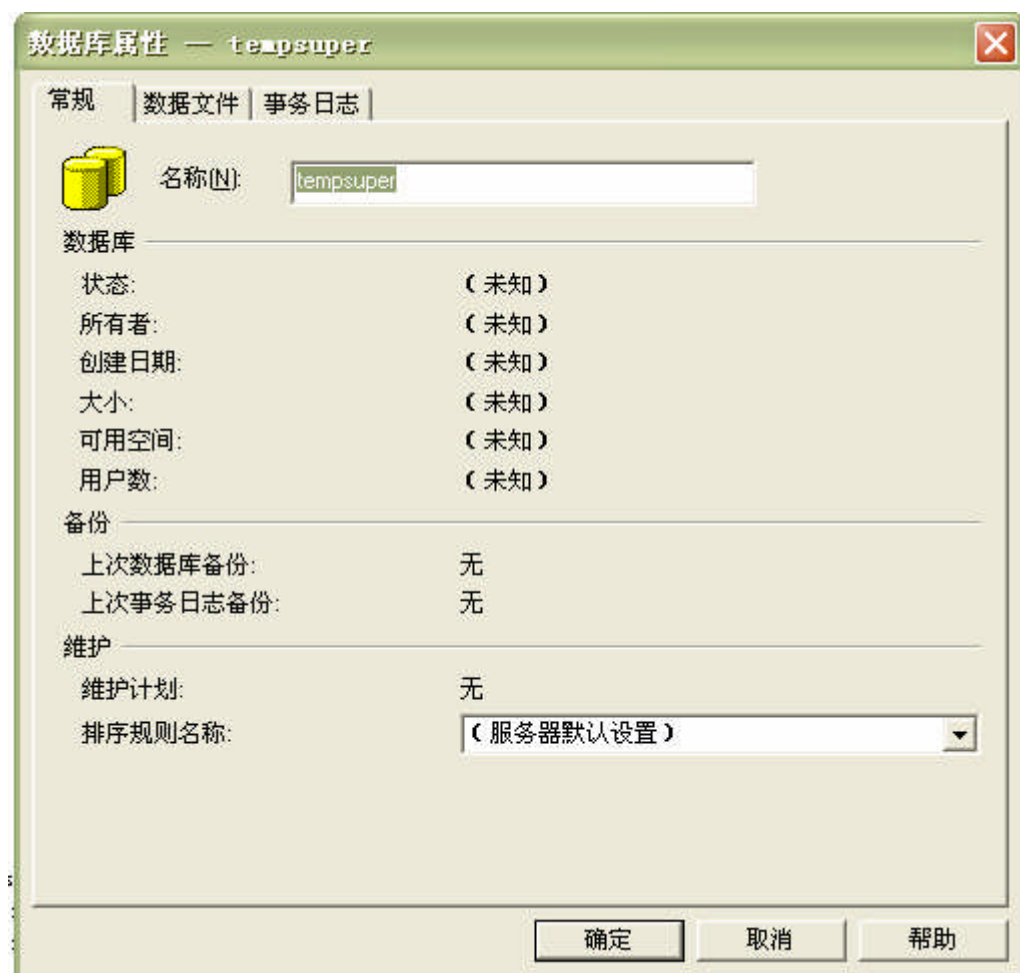 数据库属性 — tempsuper
常规 数据文件 事务日志
名称(N): tempsuper
数据库
状态: (未知)
所有者: (未知)
创建日期: (未知)
大小: (未知)
可用空间: (未知)
用户数: (未知)
备份
上次数据库备份: 无
上次事务日志备份: 无
维护
维护计划: 无
排序规则名称: (服务器默认设置)
确定 取消 帮助